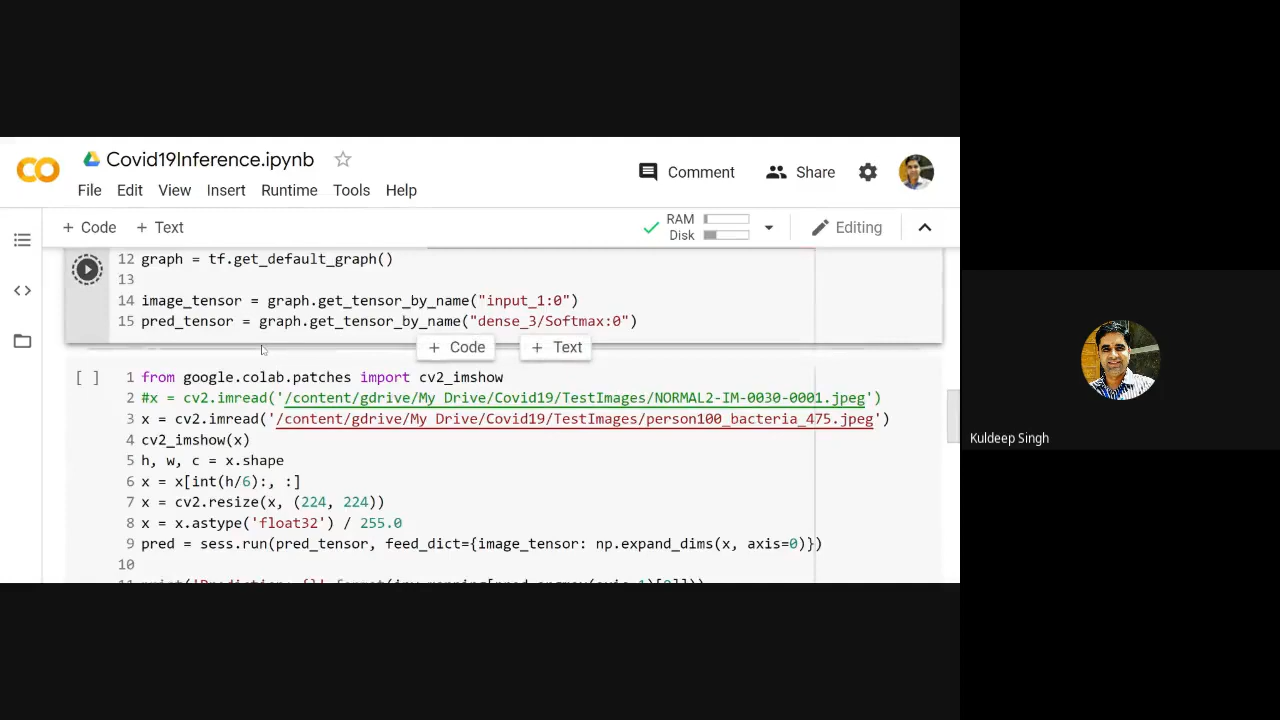 Covid19Inference.ipynb
Comment
Share
File Edit View Insert Runtime Tools Help
+ Code + Text
RAM
Disk
Editing
12 graph = tf.get_default_graph()
13
14 image_tensor = graph.get_tensor_by_name("input_1:0")
15 pred_tensor = graph.get_tensor_by_name("dense_3/Softmax:0")
+ Code + Text
[ ] 1 from google.colab.patches import cv2_imshow
2 #x = cv2.imread('/content/gdrive/My Drive/Covid19/TestImages/NORMAL2-IM-0030-0001.jpeg')
3 x = cv2.imread('/content/gdrive/My Drive/Covid19/TestImages/person100_bacteria_475.jpeg')
4 cv2_imshow(x)
5 h, w, c = x.shape
6 x = x[int(h/6):, :]
7 x = cv2.resize(x, (224, 224))
8 x = x.astype('float32') / 255.0
9 pred = sess.run(pred_tensor, feed_dict={image_tensor: np.expand_dims(x, axis=0)})
10
Kuldeep Singh